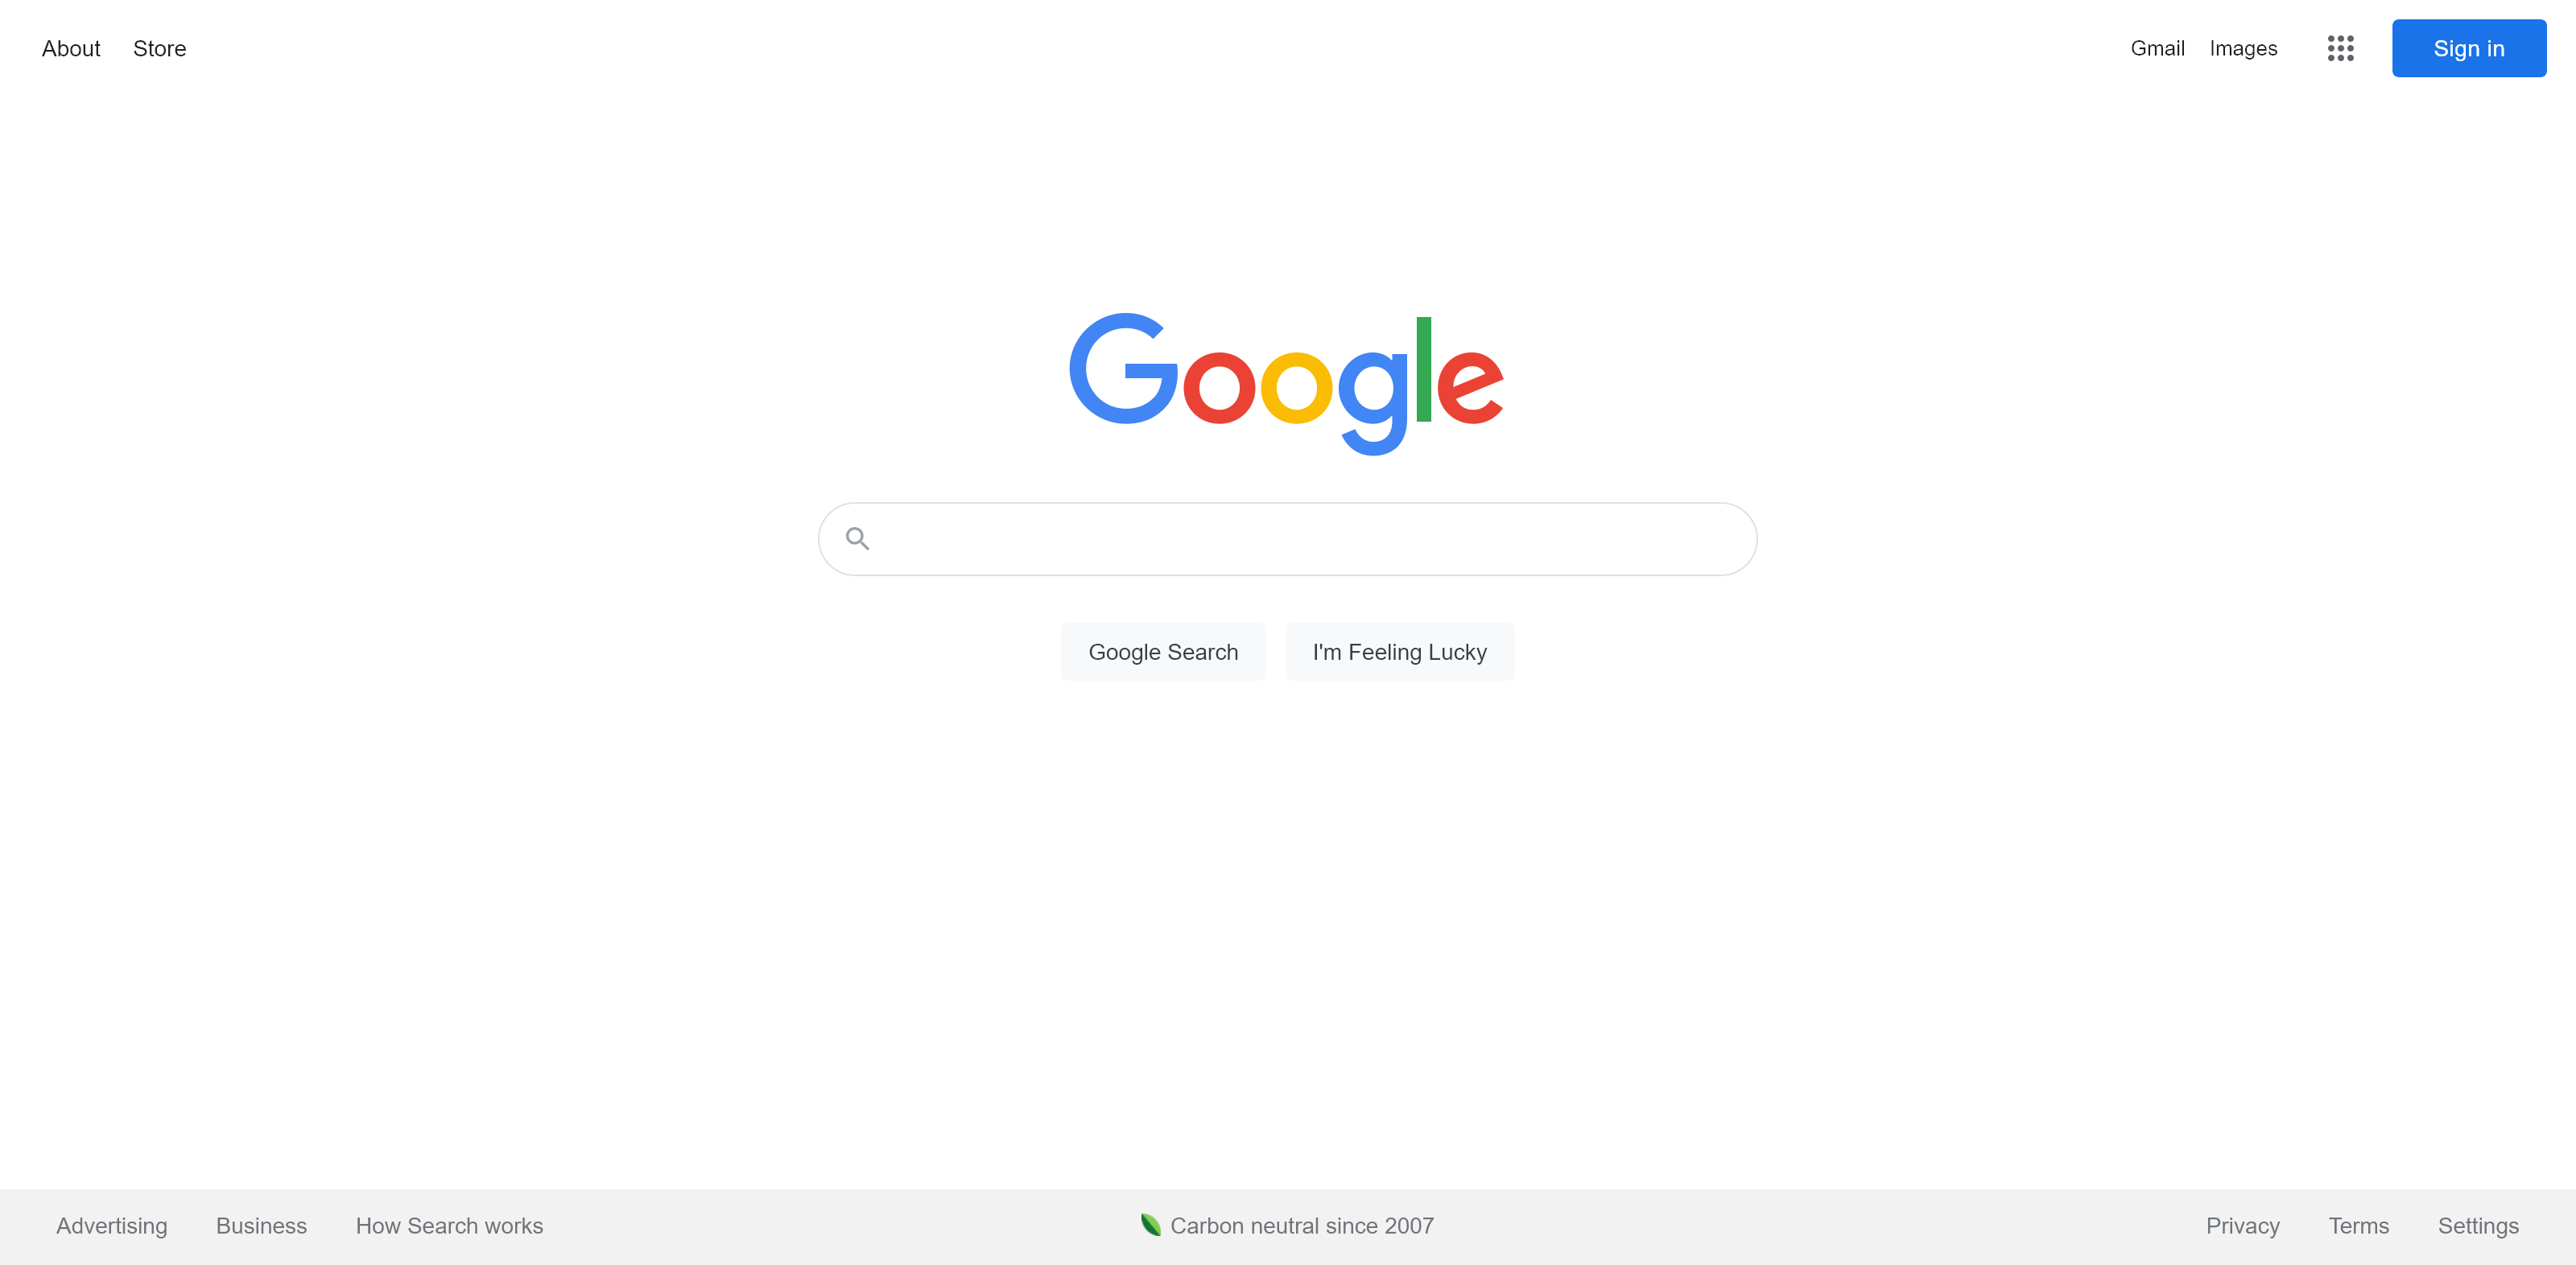 About Store Gmail Images Sign in
Google
Google Search I'm Feeling Lucky
Advertising Business How Search works Carbon neutral since 2007 Privacy Terms Settings